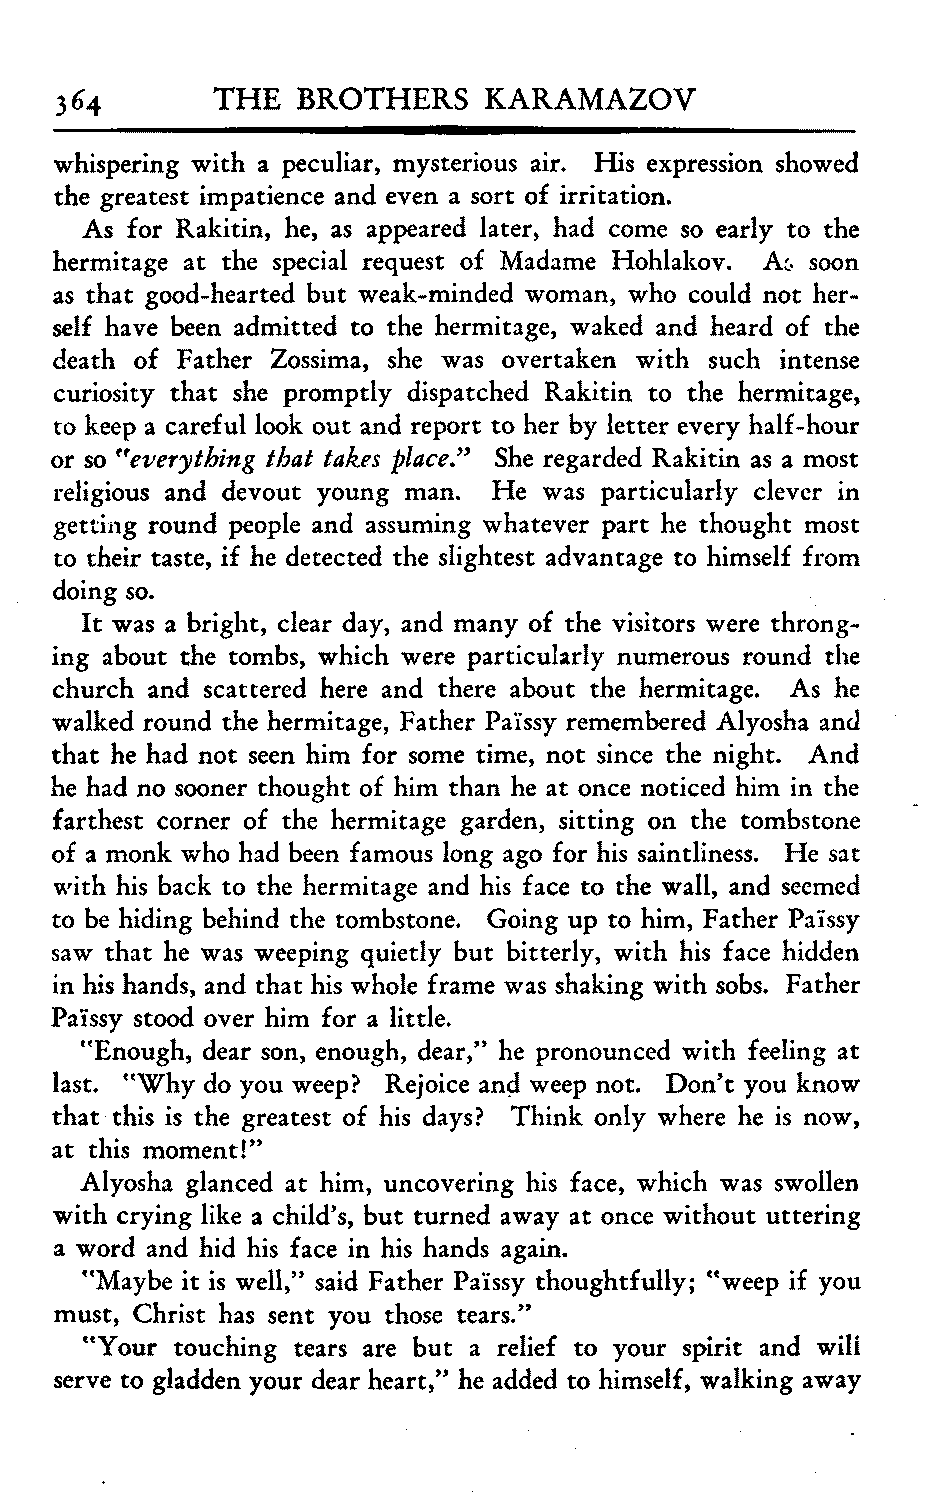 364 THE BROTHERS KARAMAZOV
whispering with a peculiar, mysterious air. His expression showed
the greatest impatience and even a sort of irritation.
As for Rakitin, he, as appeared later, had come so early to the
hermitage at the special request of Madame Hohlakov. As soon
as that good-hearted but weak-minded woman, who could not her-
self have been admitted to the hermitage, waked and heard of the
death of Father Zossima, she was overtaken with such intense
curiosity that she promptly dispatched Rakitin to the hermitage,
to keep a careful look out and report to her by letter every half-hour
or so "everything that takes place." She regarded Rakitin as a most
religious and devout young man. He was particularly clever in
getting round people and assuming whatever part he thought most
to their taste, if he detected the slightest advantage to himself from
doing so.
It was a bright, clear day, and many of the visitors were throng-
ing about the tombs, which were particularly numerous round the
church and scattered here and there about the hermitage. As he
walked round the hermitage, Father Païssy remembered Alyosha and
that he had not seen him for some time, not since the night. And
he had no sooner thought of him than he at once noticed him in the
farthest corner of the hermitage garden, sitting on the tombstone
of a monk who had been famous long ago for his saintliness. He sat
with his back to the hermitage and his face to the wall, and seemed
to be hiding behind the tombstone. Going up to him, Father Païssy
saw that he was weeping quietly but bitterly, with his face hidden
in his hands, and that his whole frame was shaking with sobs. Father
Païssy stood over him for a little.
"Enough, dear son, enough, dear," he pronounced with feeling at
last. "Why do you weep? Rejoice and weep not. Don't you know
that this is the greatest of his days? Think only where he is now,
at this moment!"
Alyosha glanced at him, uncovering his face, which was swollen
with crying like a child's, but turned away at once without uttering
a word and hid his face in his hands again.
"Maybe it is well," said Father Païssy thoughtfully; "weep if you
must, Christ has sent you those tears."
"Your touching tears are but a relief to your spirit and will
serve to gladden your dear heart," he added to himself, walking away